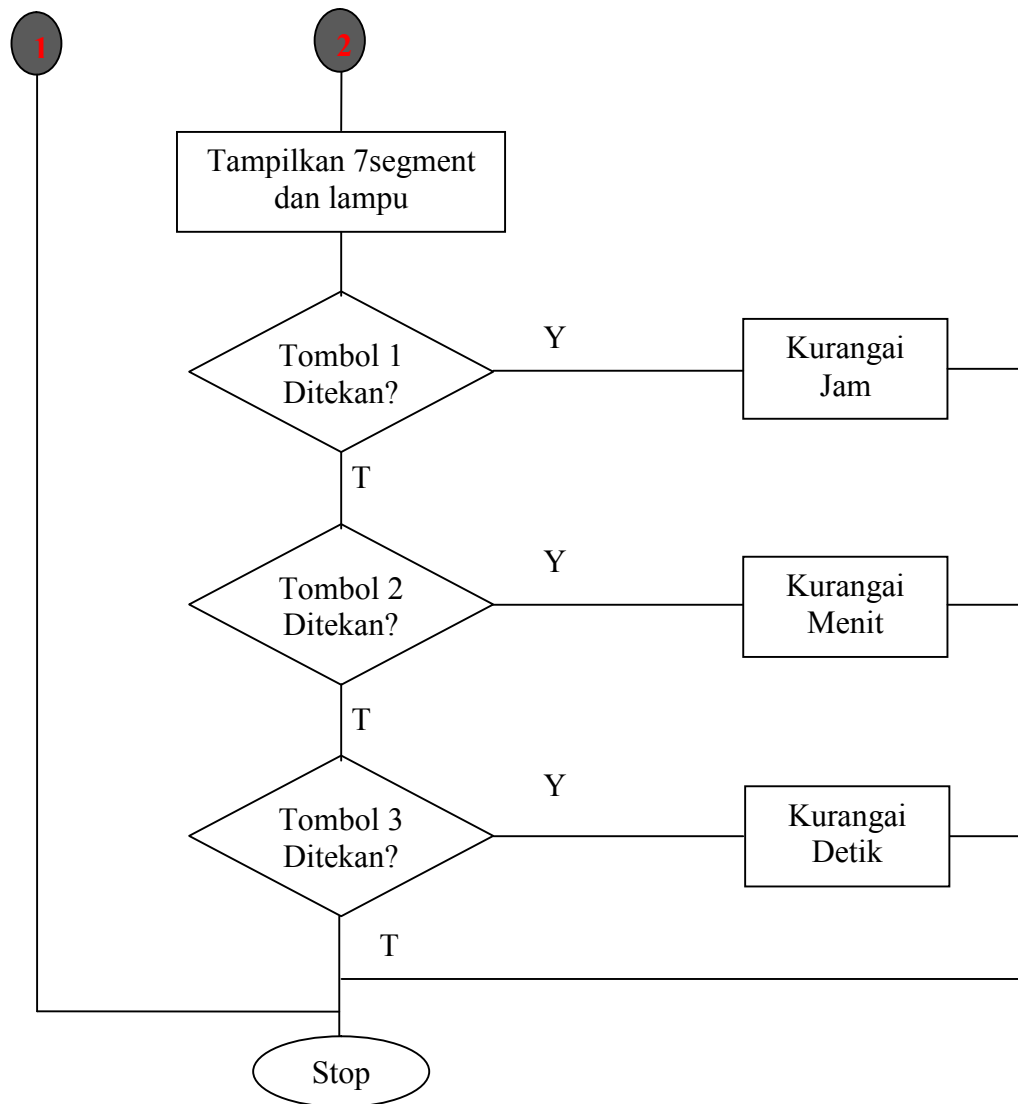 1
2
Tampilkan 7segment
dan lampu
Tombol 1
Ditekan?
Y
Kurangai
Jam
T
Tombol 2
Ditekan?
Y
Kurangai
Menit
T
Tombol 3
Ditekan?
Y
Kurangai
Detik
T
Stop